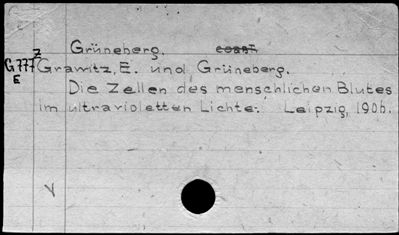 Z Grüneberg,
G777 Grawitz, E. und Grüneberg.
E
Die Zellen des menschlichen Blutes
im ultravioletten Lichte. Leipzig, 1906.
V